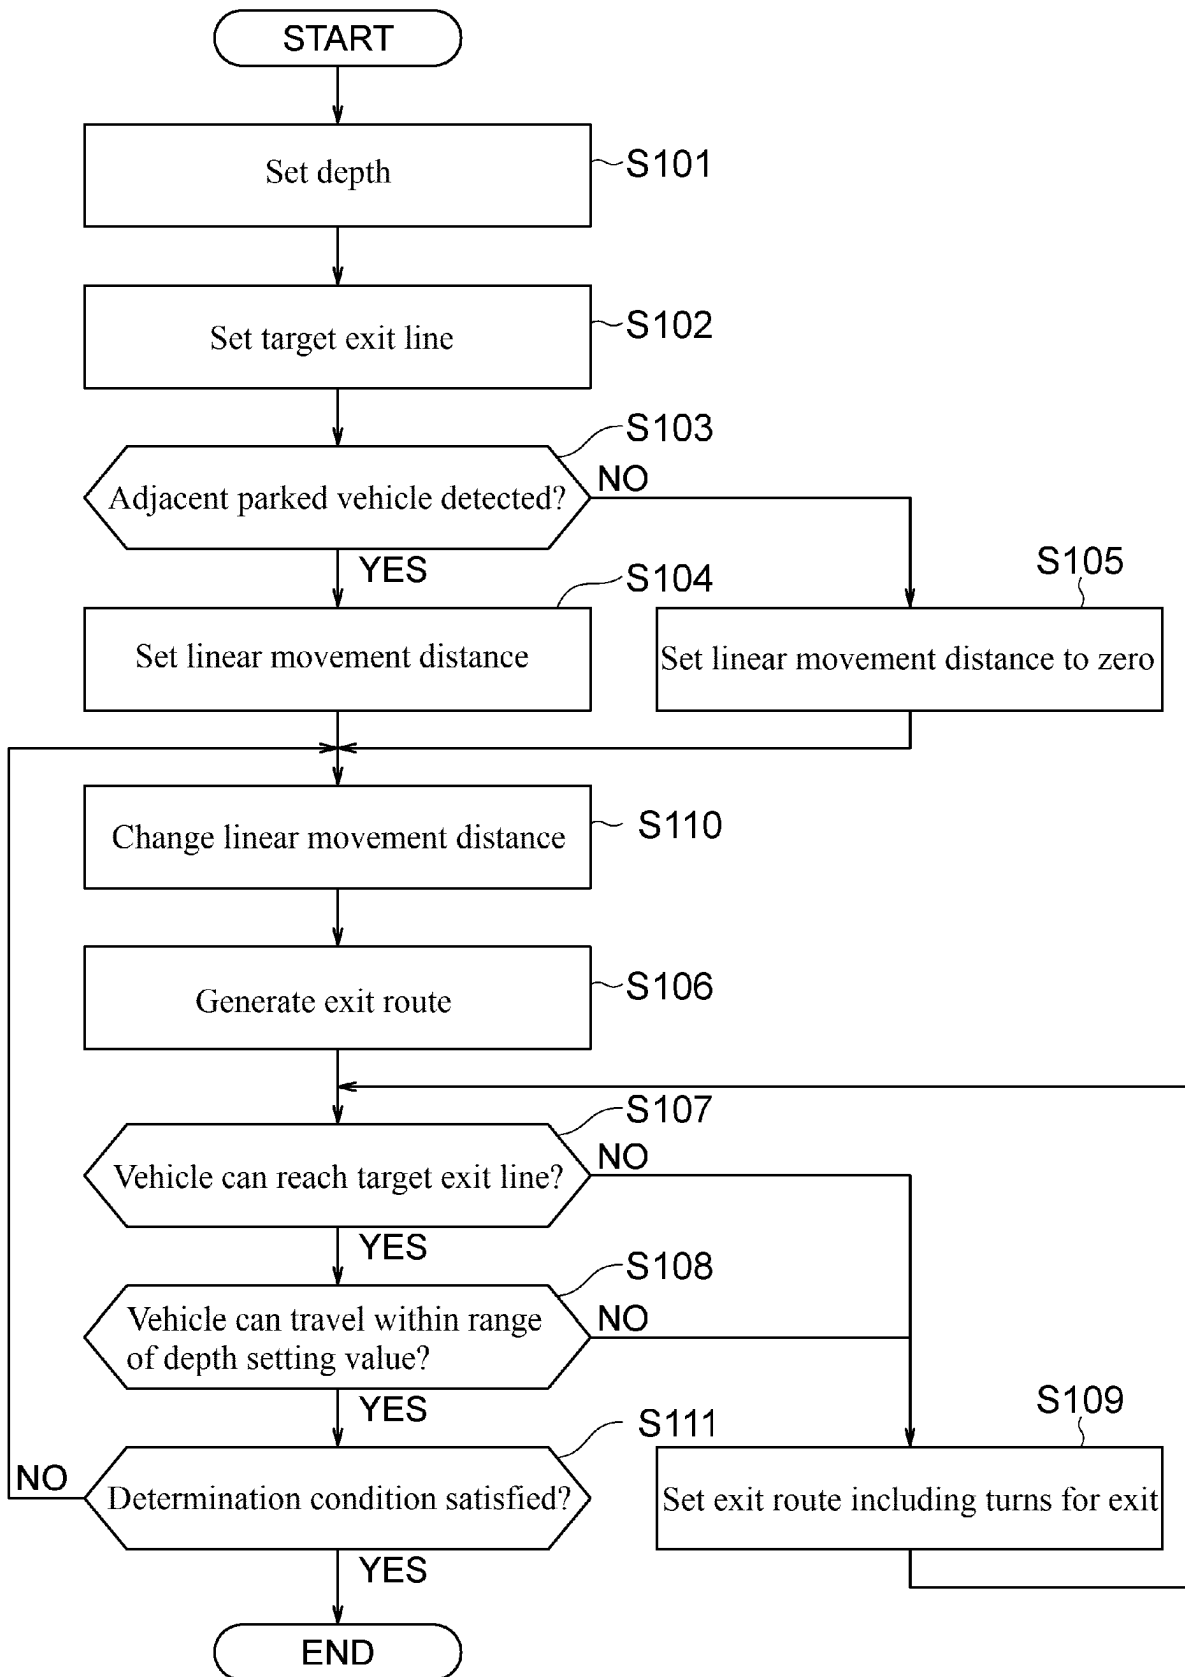 START
Set depth
S101
Set target exit line
S102
S103
Adjacent parked vehicle detected?
NO
YES
S104
S105
Set linear movement distance
Set linear movement distance to zero
Change linear movement distance
S110
Generate exit route
S106
S107
Vehicle can reach target exit line?
NO
YES
S108
Vehicle can travel within range
of depth setting value?
NO
YES
S111
S109
NO
Determination condition satisfied?
Set exit route including turns for exit
YES
END